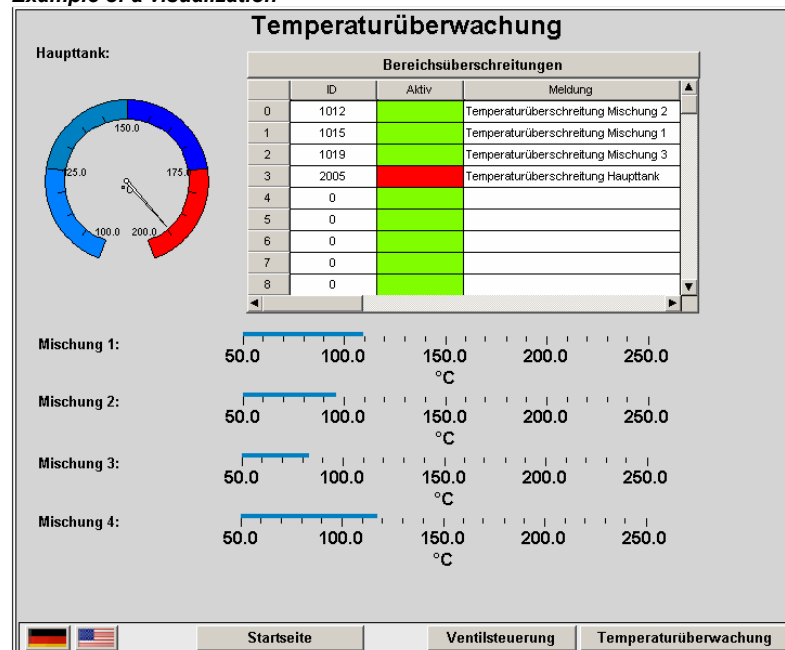 Example of a visualization
Temperaturüberwachung
Haupttank:
Bereichsüberschreitungen
ID Aktiv Meldung
0 1012 Temperaturüberschreitung Mischung 2
1 1015 Temperaturüberschreitung Mischung 1
2 1019 Temperaturüberschreitung Mischung 3
3 2005 Temperaturüberschreitung Haupttank
4 0
5 0
6 0
7 0
8 0
150.0
125.0 175.0
°C
100.0 200.0
Mischung 1:
50.0 100.0 150.0 200.0 250.0
°C
Mischung 2:
50.0 100.0 150.0 200.0 250.0
°C
Mischung 3:
50.0 100.0 150.0 200.0 250.0
°C
Mischung 4:
50.0 100.0 150.0 200.0 250.0
°C
Startseite Ventilsteuerung Temperaturüberwachung